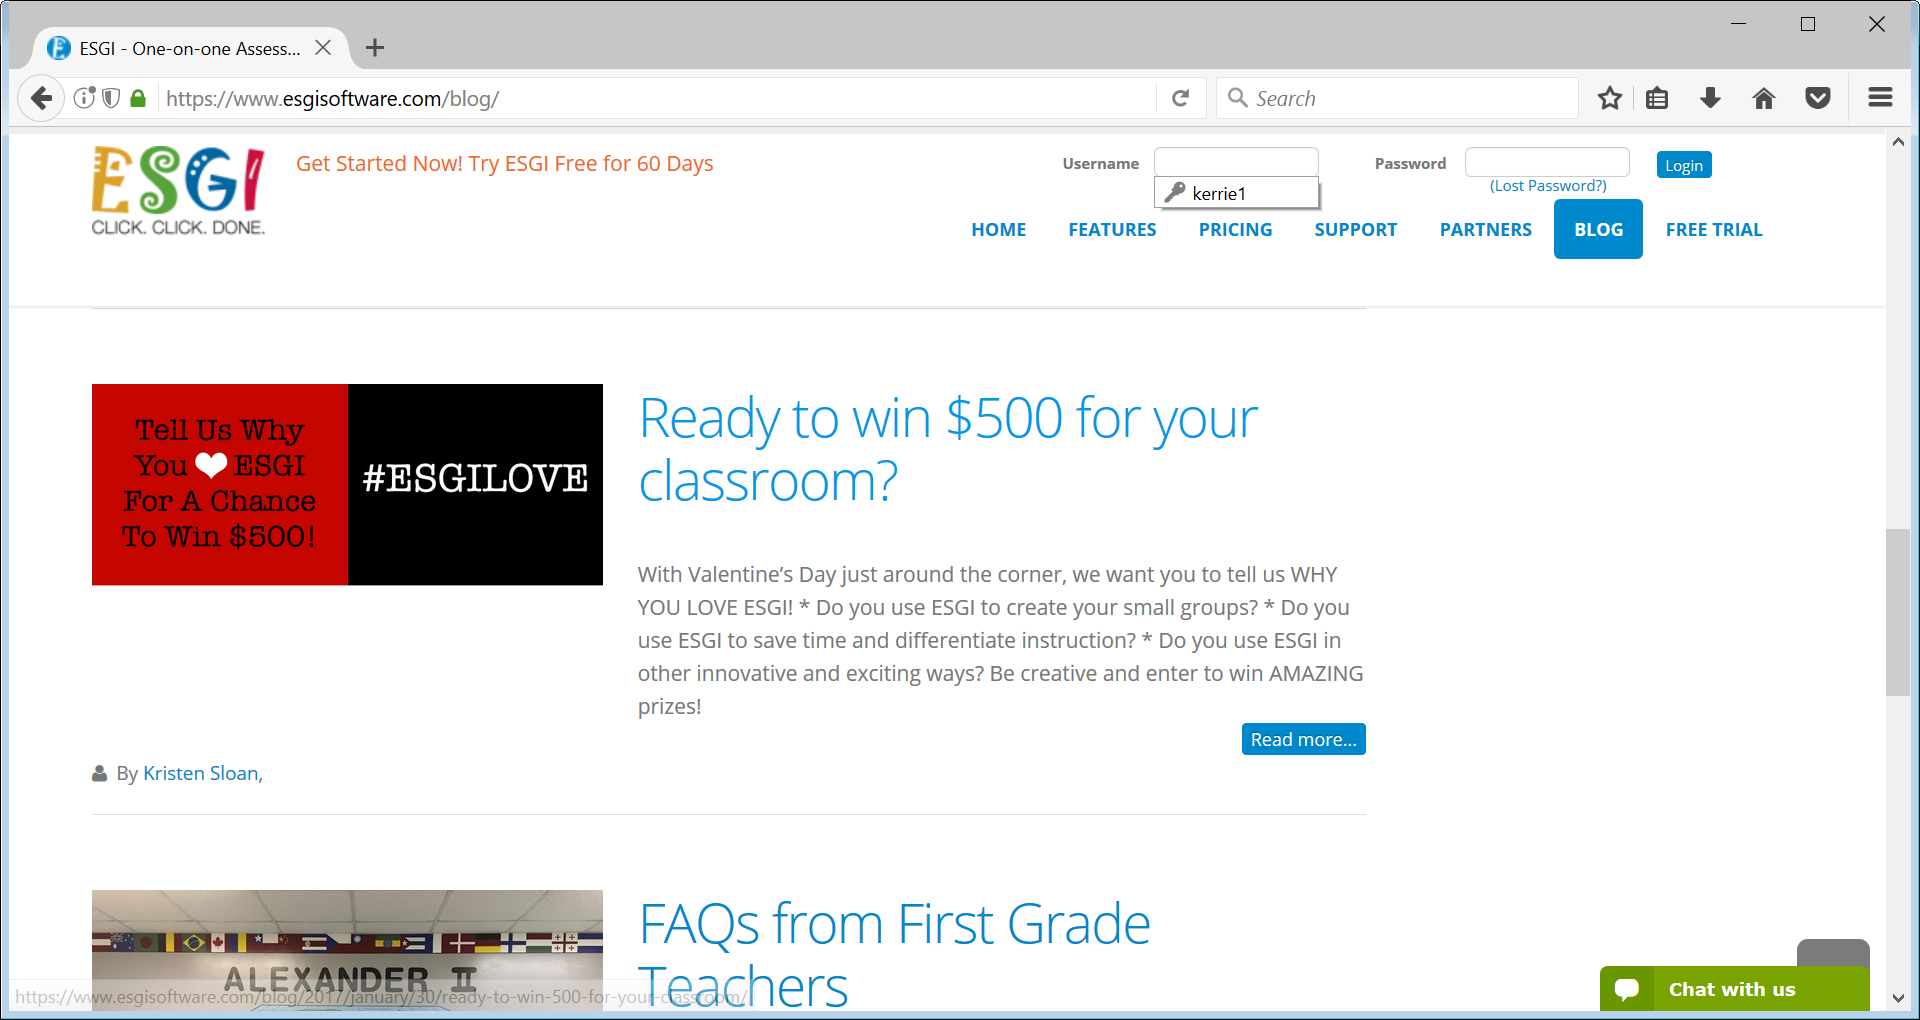 ESGI - One-on-one Assess...
https://www.esgisoftware.com/blog/
Search
ESGI
CLICK. CLICK. DONE.
Get Started Now! Try ESGI Free for 60 Days
Username
Password
Login
kerrie1
(Lost Password?)
HOME FEATURES PRICING SUPPORT PARTNERS BLOG FREE TRIAL
Tell Us Why
You ESGI
For A Chance
To Win $500!
#ESGILOVE
Ready to win $500 for your
classroom?
With Valentine’s Day just around the corner, we want you to tell us WHY
YOU LOVE ESGI! * Do you use ESGI to create your small groups? * Do you
use ESGI to save time and differentiate instruction? * Do you use ESGI in
other innovative and exciting ways? Be creative and enter to win AMAZING
prizes!
Read more...
By Kristen Sloan,
FAQs from First Grade
Teachers
ALEXANDER II
https://www.esgisoftware.com/blog/2017/january/30/ready-to-win-500-for-your-classroom/
Chat with us